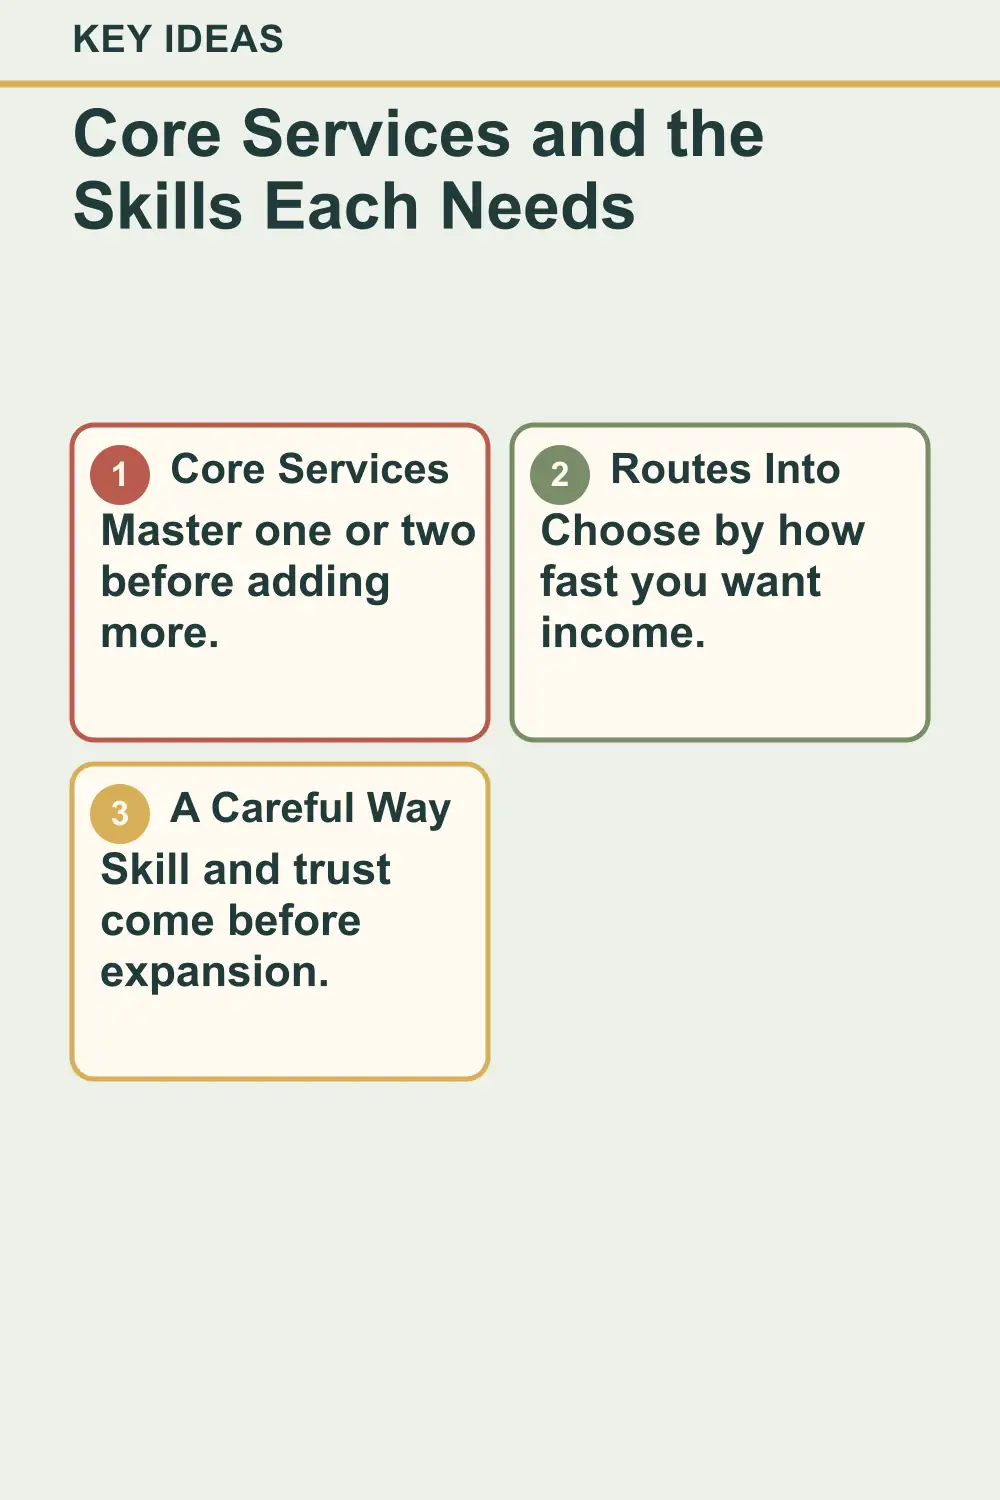 KEY IDEAS
Core Services and the
Skills Each Needs
1 Core Services
Master one or two
before adding
more.
2 Routes Into
Choose by how
fast you want
income.
3 A Careful Way
Skill and trust
come before
expansion.